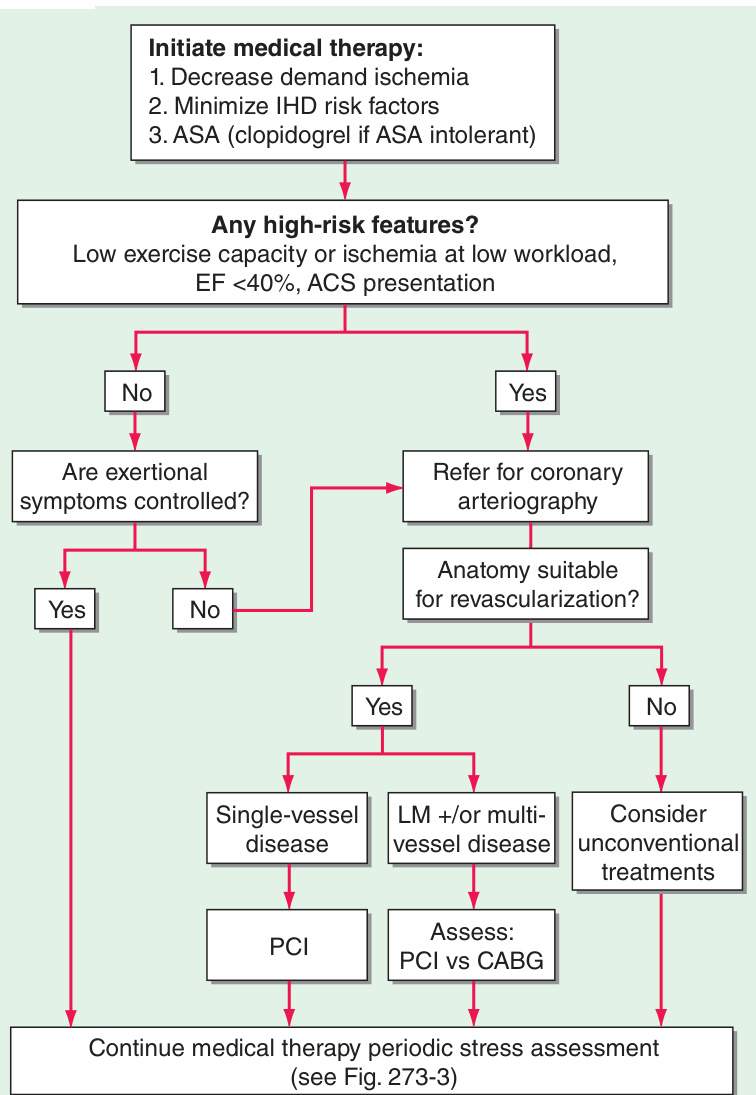 Initiate medical therapy:
1. Decrease demand ischemia
2. Minimize IHD risk factors
3. ASA (clopidogrel if ASA intolerant)
Any high-risk features?
Low exercise capacity or ischemia at low workload,
EF <40%, ACS presentation
No
Yes
Are exertional
symptoms controlled?
Refer for coronary
arteriography
Yes
No
Anatomy suitable
for revascularization?
Yes
No
Single-vessel
disease
LM +/or multi-
vessel disease
Consider
unconventional
treatments
PCI
Assess:
PCI vs CABG
Continue medical therapy periodic stress assessment
(see Fig. 273-3)